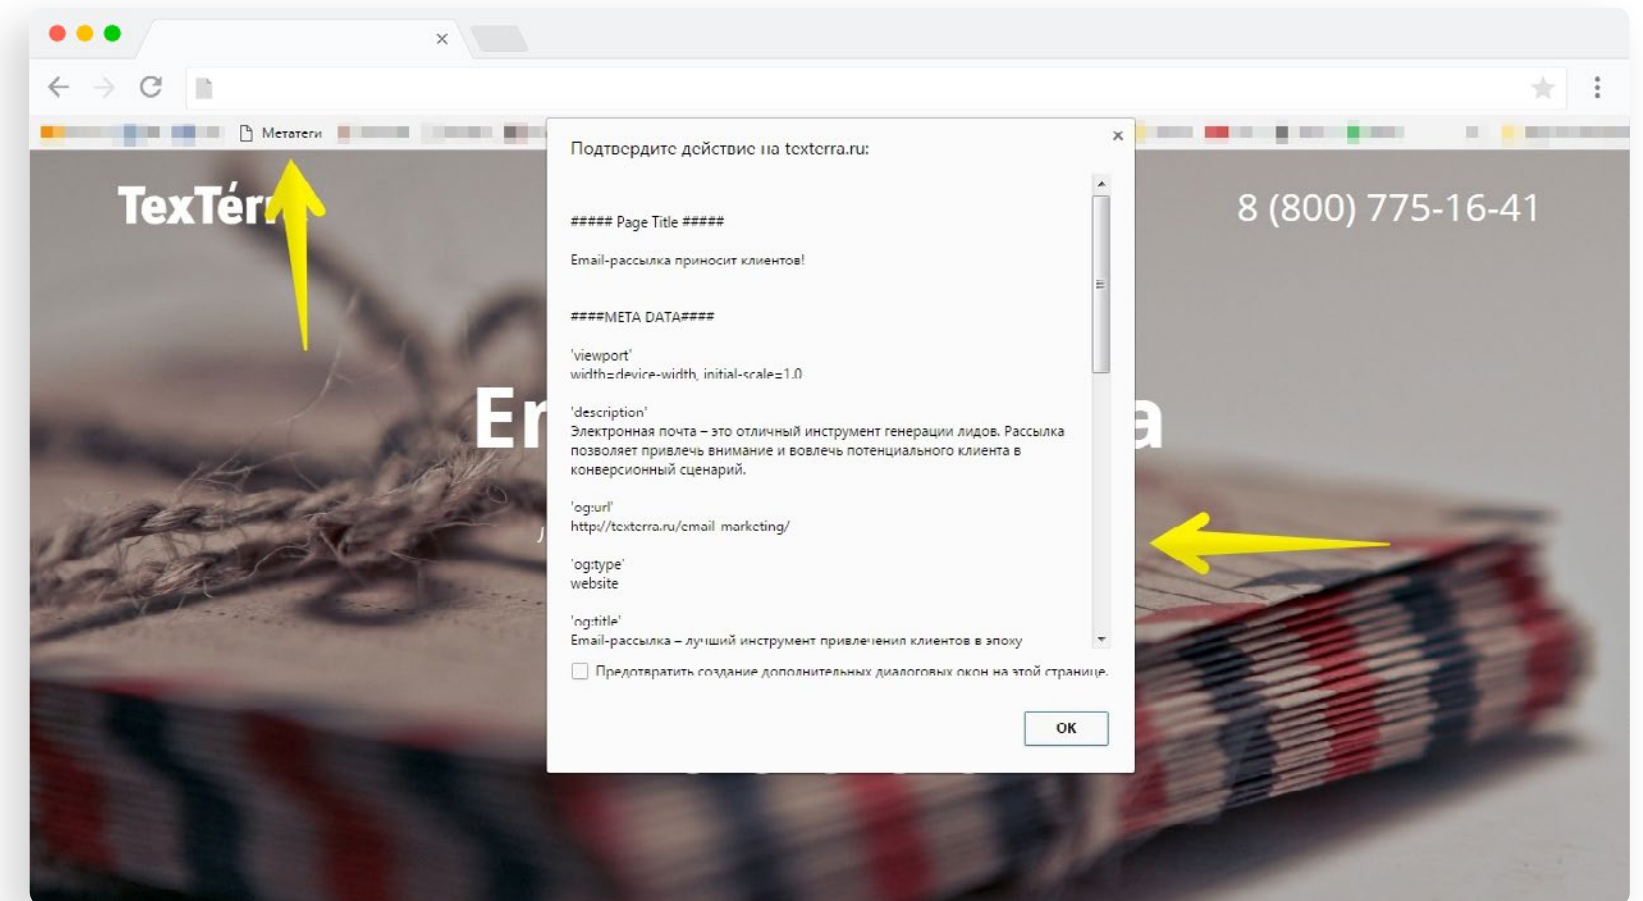 Метатеги
Подтвердите действие на texterra.ru:
TexTérr
8 (800) 775-16-41
##### Page Title #####
Email-рассылка приносит клиентов!
####META DATA####
'viewport'
width=device-width, initial-scale=1.0
'description'
Электронная почта – это отличный инструмент генерации лидов. Рассылка
позволяет привлечь внимание и вовлечь потенциального клиента в
конверсионный сценарий.
'og:url'
http://texterra.ru/email-marketing/
'og:type'
website
'og:title'
Email-рассылка – лучший инструмент привлечения клиентов в эпоху
Предотвратить создание дополнительных диалоговых окон на этой странице.
OK